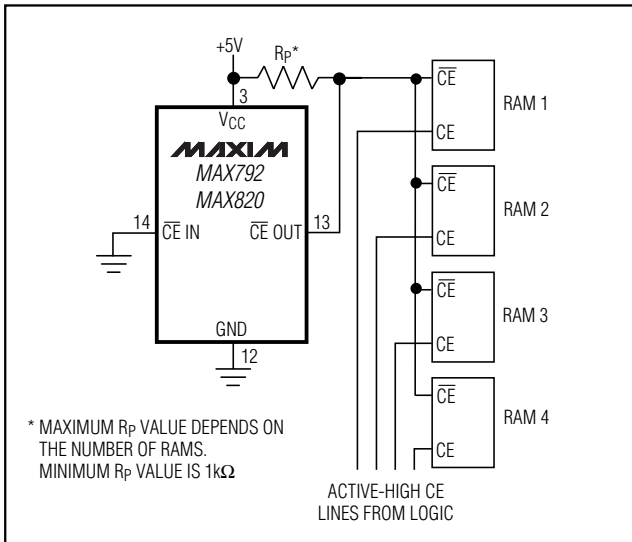 +5V
RP*
3
VCC
MAXIM
MAX792
MAX820
14
CE IN
CE OUT
13
GND
12
CE
CE
RAM 1
CE
CE
RAM 2
CE
CE
RAM 3
CE
CE
RAM 4
* MAXIMUM RP VALUE DEPENDS ON
THE NUMBER OF RAMS.
MINIMUM RP VALUE IS 1kΩ
ACTIVE-HIGH CE
LINES FROM LOGIC